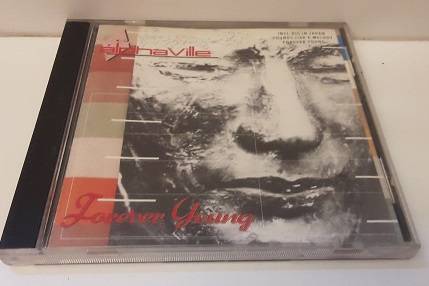 alphaville
INCL. BIG IN JAPAN
SOUNDS LIKE A MELODY
FOREVER YOUNG
Forever Young